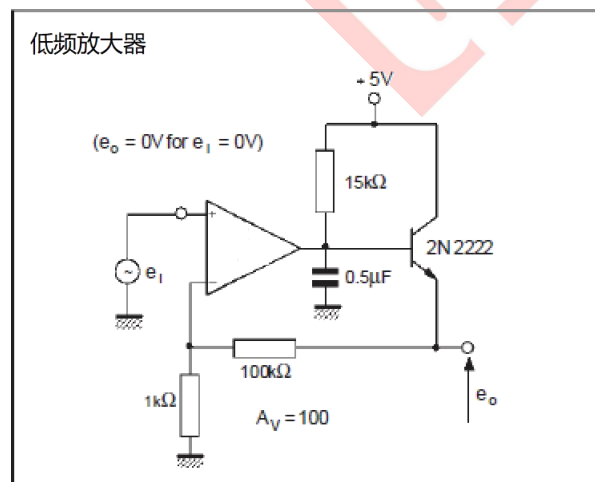 低频放大器
+5V
(eo = 0V for eI = 0V)
15kΩ
2N2222
+
~ eI
0.5μF
-
100kΩ
1kΩ
AV = 100
eo